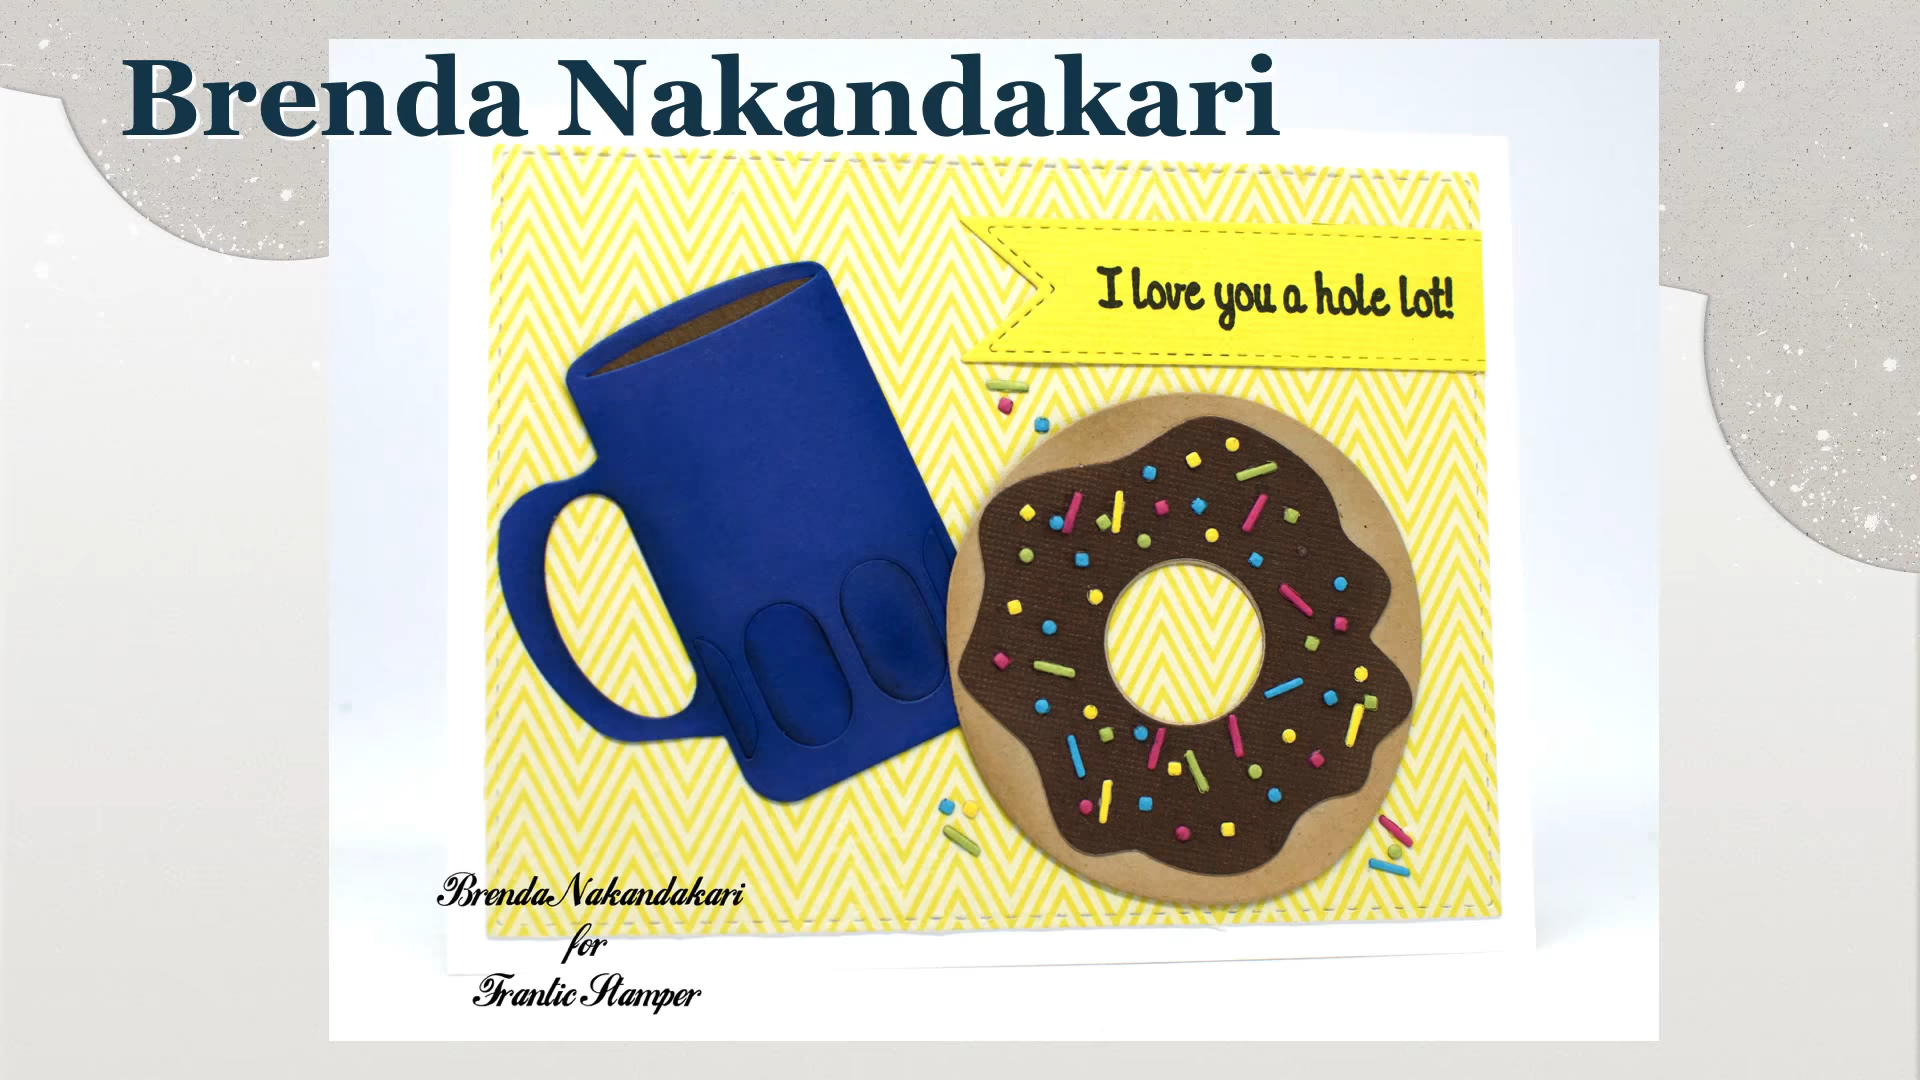 Brenda Nakandakari
I love you a hole lot!
Brenda Nakandakari
for
Frantic Stamper